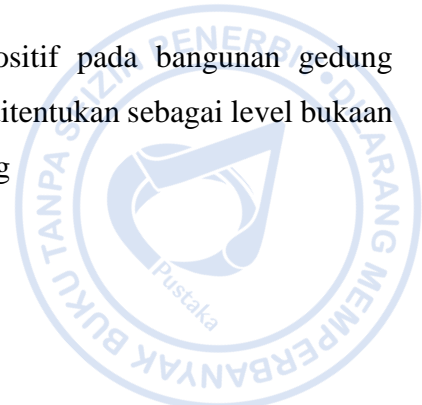 ositif pada bangunan gedung
itentukan sebagai level bukaan
g
DILARANG MEMPERBANYAK BUKU TANPA SEIZIN PENERBIT
Pustaka